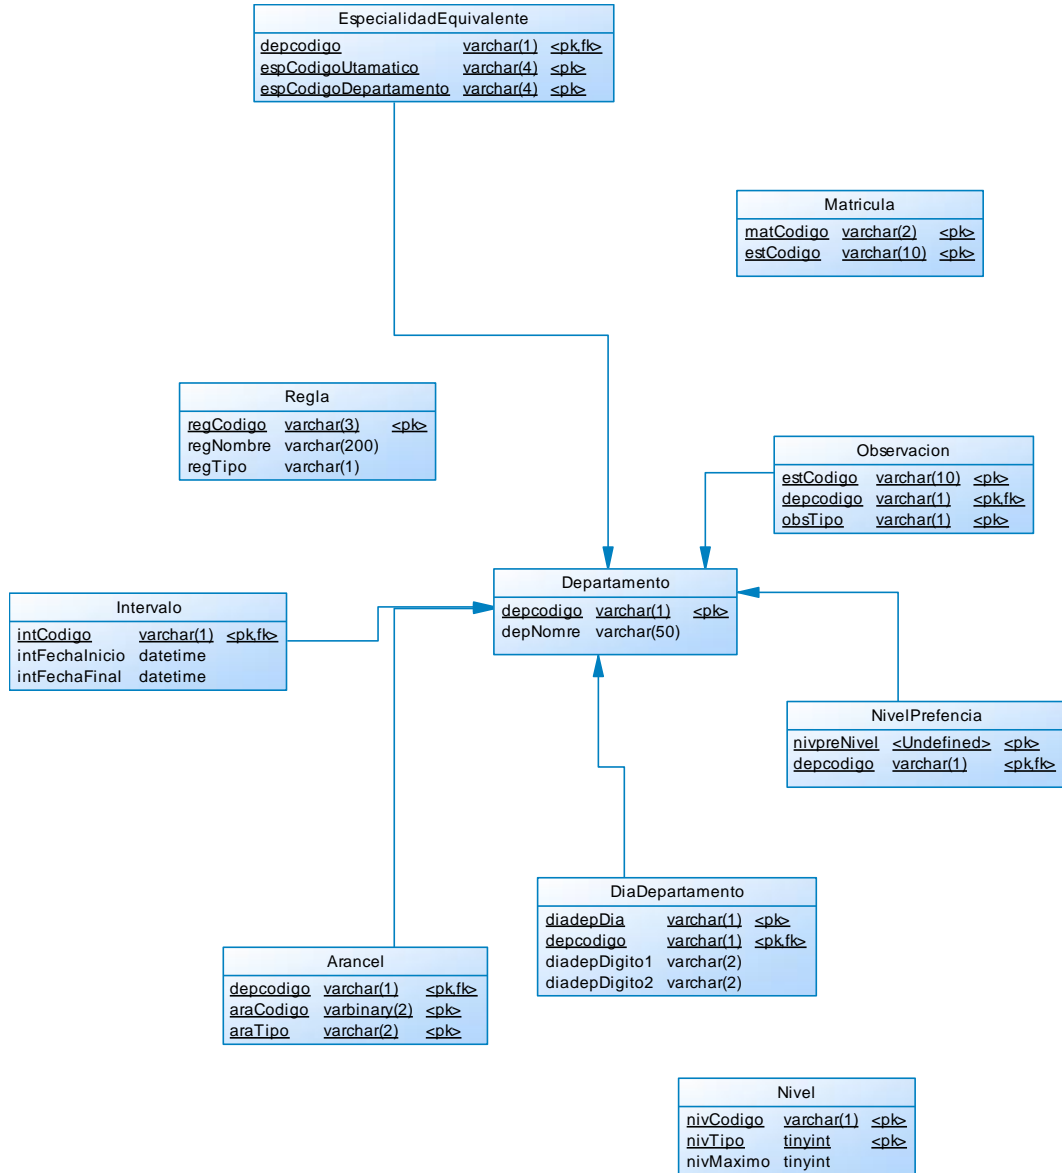 EspecialidadEquivalente
depcodigo varchar(1) <pk,fk>
espCodigoUtamatico varchar(4) <pk>
espCodigoDepartamento varchar(4) <pk>
Matricula
matCodigo varchar(2) <pk>
estCodigo varchar(10) <pk>
Regla
regCodigo varchar(3) <pk>
regNombre varchar(200)
regTipo varchar(1)
Observacion
estCodigo varchar(10) <pk>
depcodigo varchar(1) <pk,fk>
obsTipo varchar(1) <pk>
Departamento
depcodigo varchar(1) <pk>
depNomre varchar(50)
Intervalo
intCodigo varchar(1) <pk,fk>
intFechaInicio datetime
intFechaFinal datetime
NivelPrefencia
nivpreNivel <Undefined> <pk>
depcodigo varchar(1) <pk,fk>
DiaDepartamento
diadepDia varchar(1) <pk>
depcodigo varchar(1) <pk,fk>
diadepDigito1 varchar(2)
diadepDigito2 varchar(2)
Arancel
depcodigo varchar(1) <pk,fk>
araCodigo varbinary(2) <pk>
araTipo varchar(2) <pk>
Nivel
nivCodigo varchar(1) <pk>
nivTipo tinyint <pk>
nivMaximo tinyint